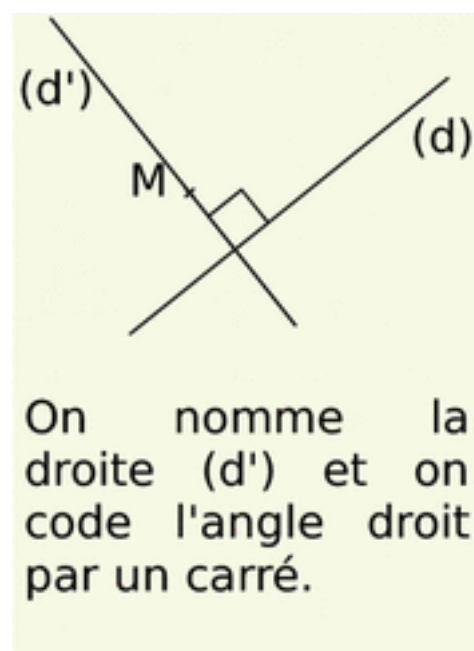 (d')
(d)
M
On nomme la
droite (d') et on
code l'angle droit
par un carré.